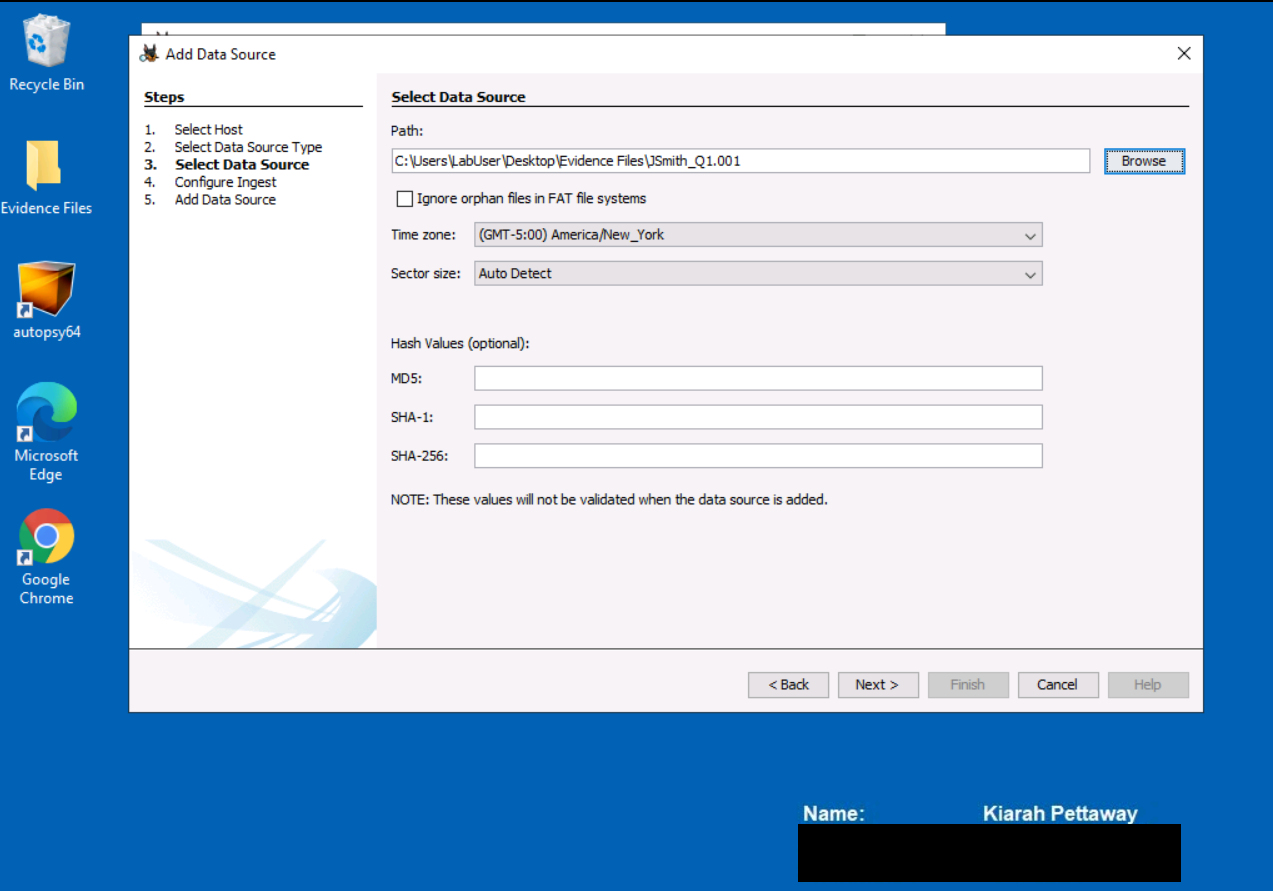 Recycle Bin
Evidence Files
autopsy64
Microsoft
Edge
Google
Chrome
Add Data Source
Steps
1. Select Host
2. Select Data Source Type
3. Select Data Source
4. Configure Ingest
5. Add Data Source
Select Data Source
Path:
C:\Users\LabUser\Desktop\Evidence Files\JSmith_Q1.001
Browse
Ignore orphan files in FAT file systems
Time zone: (GMT-5:00) America/New_York
Sector size: Auto Detect
Hash Values (optional):
MD5:
SHA-1:
SHA-256:
NOTE: These values will not be validated when the data source is added.
< Back Next > Finish Cancel Help
Name: Kiarah Pettaway